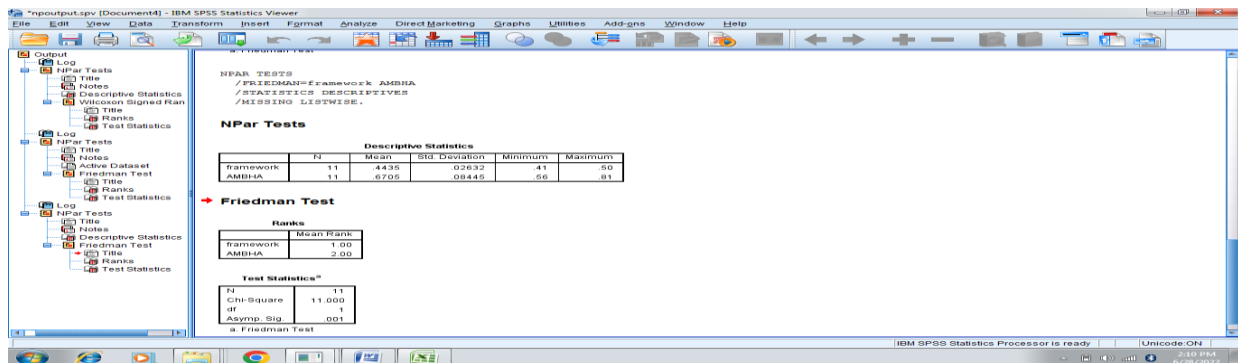 *npoutput.spv [Document4] - IBM SPSS Statistics Viewer
File Edit View Data Transform Insert Format Analyze Direct Marketing Graphs Utilities Add-ons Window Help
Output
Log
NPar Tests
Title
Notes
Descriptive Statistics
Wilcoxon Signed Ran
Title
Ranks
Test Statistics
Log
NPar Tests
Title
Notes
Active Dataset
Friedman Test
Title
Ranks
Test Statistics
Log
NPar Tests
Title
Notes
Descriptive Statistics
Friedman Test
Title
Ranks
Test Statistics
a. Friedman Test
NPAR TESTS
/FRIEDMAN=framework AMBHA
/STATISTICS DESCRIPTIVES
/MISSING LISTWISE.
NPar Tests
Descriptive Statistics
N Mean Std. Deviation Minimum Maximum
framework 11 .4435 .02632 .41 .50
AMBHA 11 .6705 .08445 .56 .81
Friedman Test
Ranks
Mean Rank
framework 1.00
AMBHA 2.00
Test Statistics a
N 11
Chi-Square 11.000
df 1
Asymp. Sig. .001
a. Friedman Test
IBM SPSS Statistics Processor is ready Unicode:ON
2:10 PM
6/28/2022